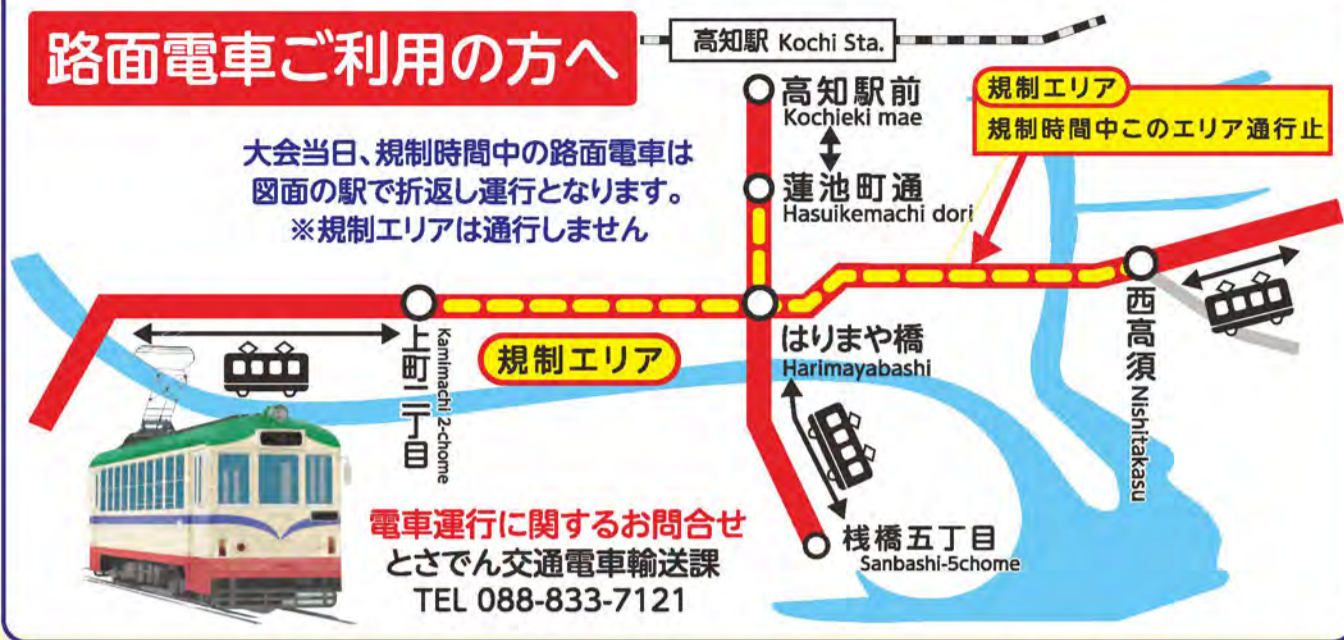 路面電車ご利用の方へ
高知駅 Kochi Sta.
高知駅前
Kochieki mae
規制エリア
規制時間中このエリア通行止
大会当日、規制時間中の路面電車は
図面の駅で折返し運行となります。
※規制エリアは通行しません
蓮池町通
Hasuikemachi dori
上町二丁目
Kamimachi 2-chome
規制エリア
はりまや橋
Harimayabashi
西高須
Nishitakasu
電車運行に関するお問合せ
とさでん交通電車輸送課
TEL 088-833-7121
桟橋五丁目
Sanbashi-5chome